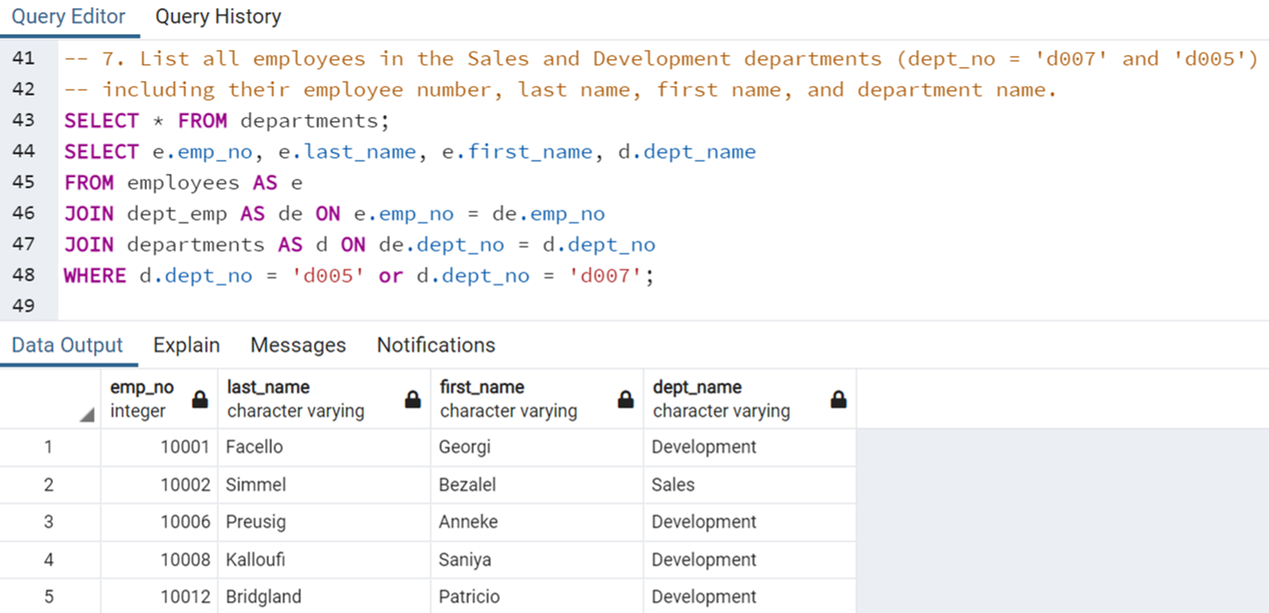 Query Editor Query History
41 -- 7. List all employees in the Sales and Development departments (dept_no = 'd007' and 'd005')
42 -- including their employee number, last name, first name, and department name.
43 SELECT * FROM departments;
44 SELECT e.emp_no, e.last_name, e.first_name, d.dept_name
45 FROM employees AS e
46 JOIN dept_emp AS de ON e.emp_no = de.emp_no
47 JOIN departments AS d ON de.dept_no = d.dept_no
48 WHERE d.dept_no = 'd005' or d.dept_no = 'd007';
49
Data Output Explain Messages Notifications
emp_no last_name first_name dept_name
integer character varying character varying character varying
1 10001 Facello Georgi Development
2 10002 Simmel Bezalel Sales
3 10006 Preusig Anneke Development
4 10008 Kalloufi Saniya Development
5 10012 Bridgland Patricio Development